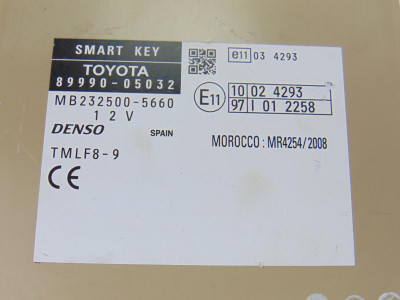 SMART KEY
TOYOTA
89990-05032
MB232500-5660
12V
DENSO SPAIN
TMLF8-9
CE
e11 03 4293
E11
10 02 4293
97 I 01 2258
MOROCCO : MR4254/2008